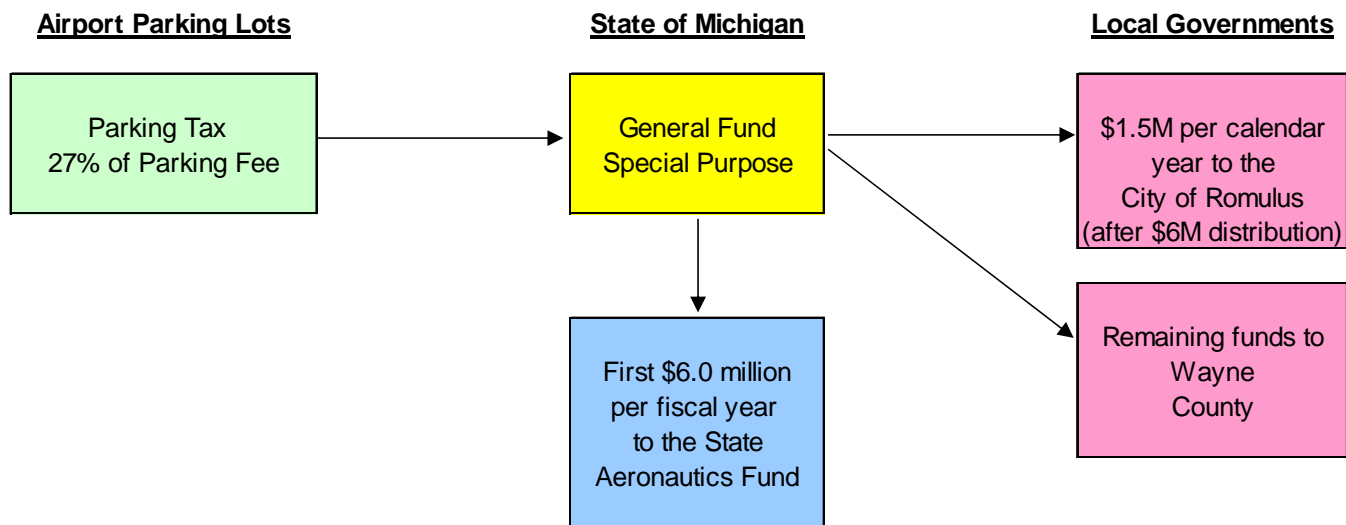 Airport Parking Lots
State of Michigan
Local Governments
Parking Tax
27% of Parking Fee
General Fund
Special Purpose
$1.5M per calendar
year to the
City of Romulus
(after $6M distribution)
First $6.0 million
per fiscal year
to the State
Aeronautics Fund
Remaining funds to
Wayne
County